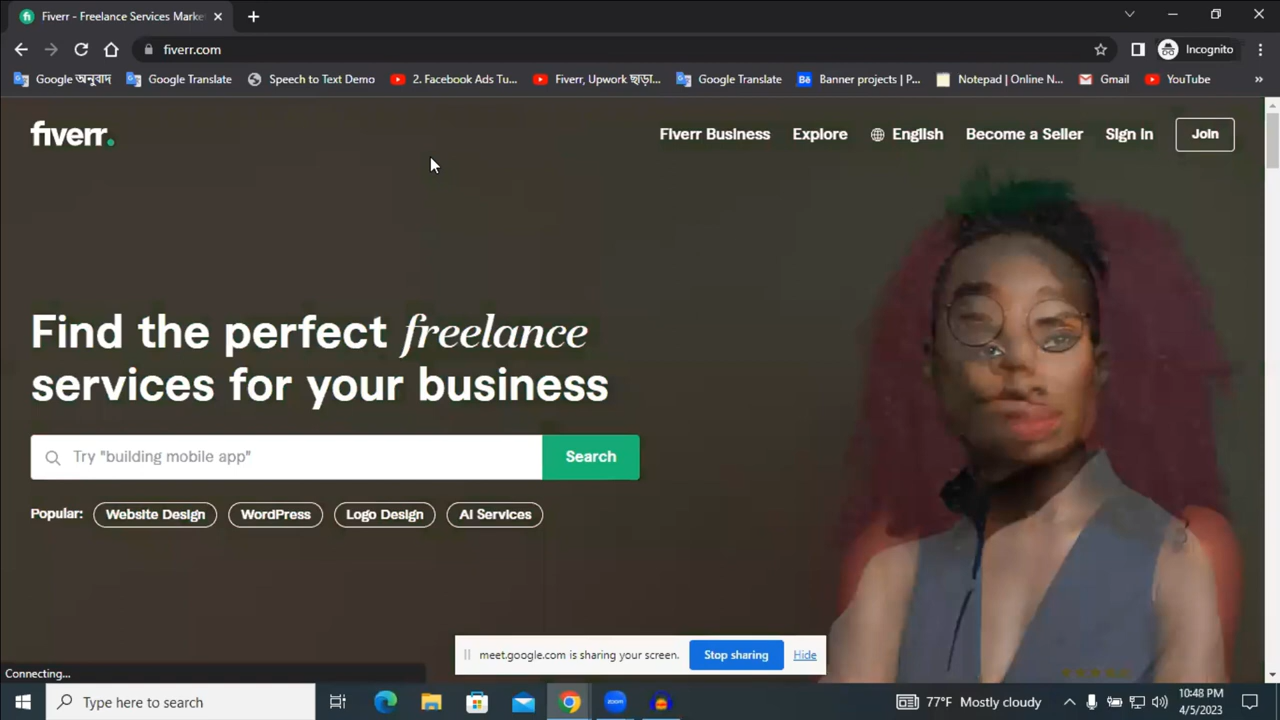 Fiverr - Freelance Services Marke
fiverr.com
Incognito
Google অনুবাদ
Google Translate
Speech to Text Demo
2. Facebook Ads Tu...
Fiverr, Upwork ছাড়া...
Google Translate
Bē
Banner projects | P...
Notepad | Online N...
Gmail
YouTube
»
fiverr.
Fiverr Business
Explore
English
Become a Seller
Sign in
Join
Find the perfect freelance
services for your business
Try "building mobile app"
Search
Popular:
Website Design
WordPress
Logo Design
AI Services
meet.google.com is sharing your screen.
Stop sharing
Hide
Connecting...
Type here to search
zoom
77°F Mostly cloudy
10:48 PM
4/5/2023